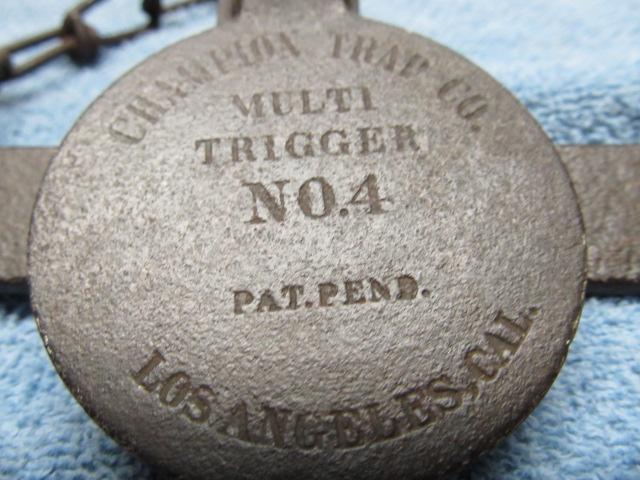 CHAMPION TRAP CO.
MULTI
TRIGGER
NO.4
PAT.PEND.
LOS ANGELES, CAL.